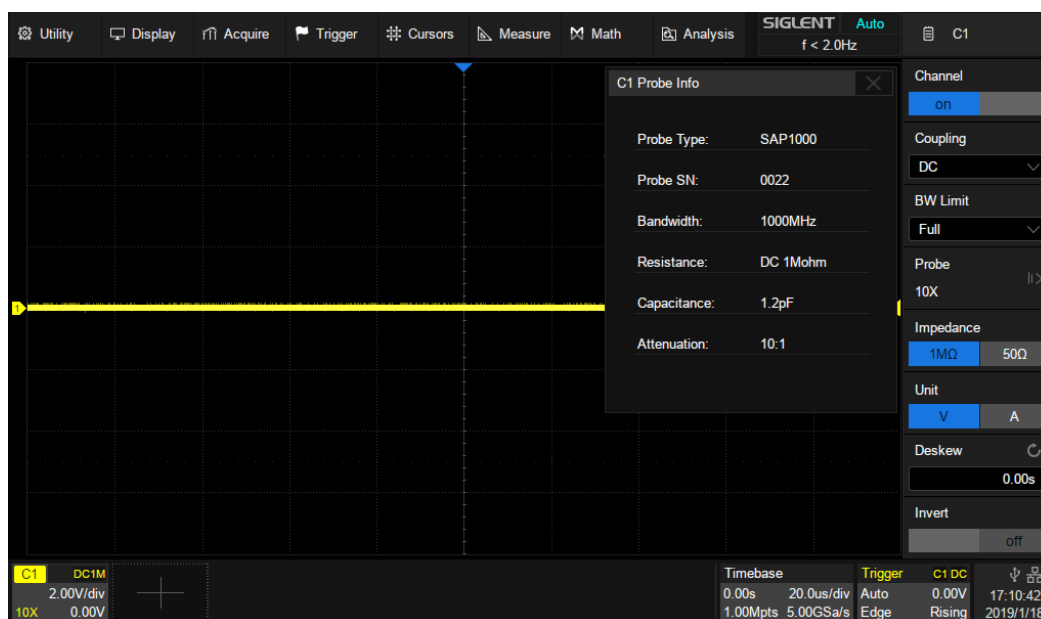 Utility Display Acquire Trigger Cursors Measure Math Analysis
SIGLENT Auto
f < 2.0Hz
C1
C1 Probe Info
Probe Type: SAP1000
Probe SN: 0022
Bandwidth: 1000MHz
Resistance: DC 1Mohm
Capacitance: 1.2pF
Attenuation: 10:1
1
Channel
on
Coupling
DC
BW Limit
Full
Probe
10X
Impedance
1MΩ 50Ω
Unit
V A
Deskew
0.00s
Invert
off
C1 DC1M
2.00V/div
10X 0.00V
Timebase
0.00s 20.0us/div
1.00Mpts 5.00GSa/s
Trigger C1 DC
Auto 0.00V
Edge Rising
17:10:42
2019/1/18